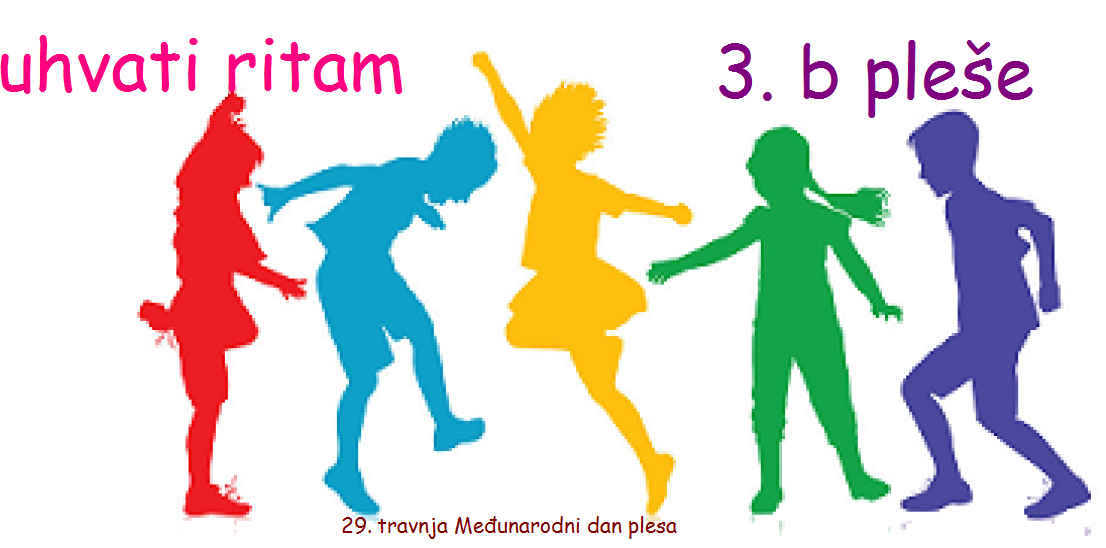 uhvati ritam
3. b pleše
29. travnja Međunarodni dan plesa